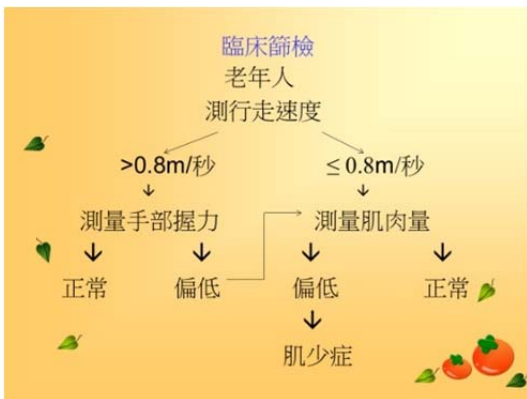 臨床篩檢
老年人
測行走速度
>0.8m/秒 ≤ 0.8m/秒
測量手部握力 測量肌肉量
正常 偏低 偏低 正常
肌少症